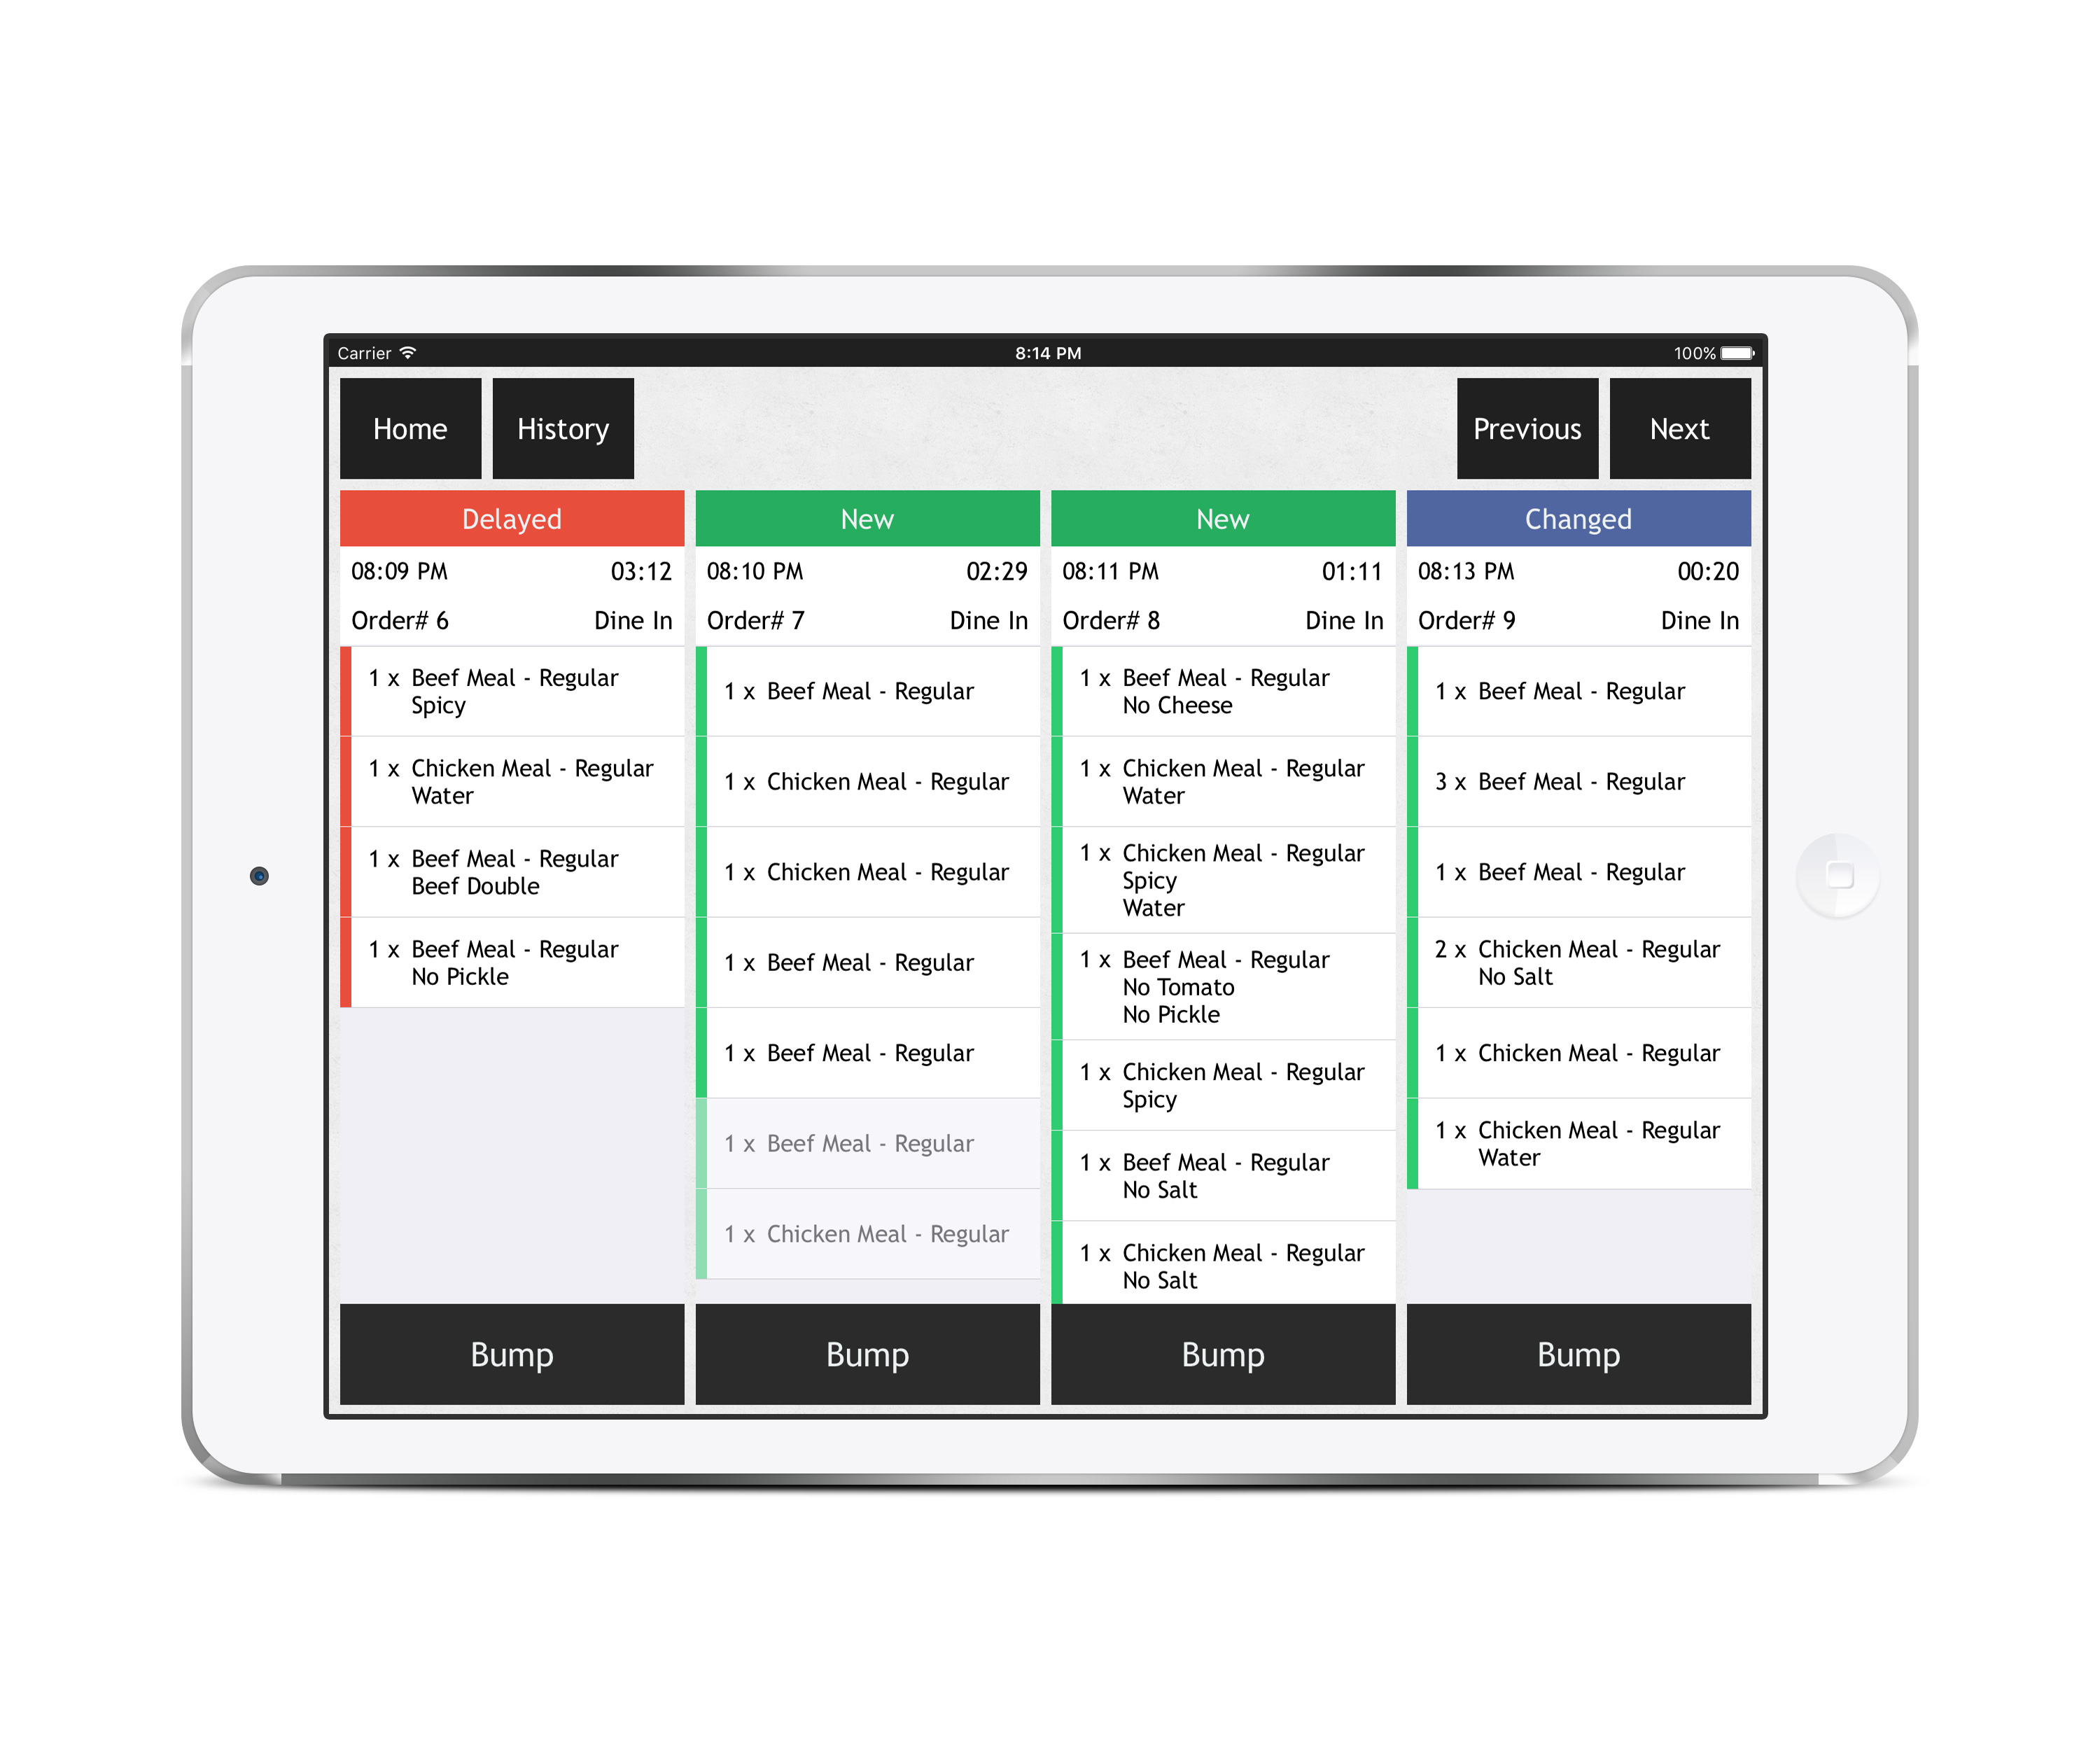 Carrier 8:14 PM 100%
Home History Previous Next
Delayed
08:09 PM 03:12
Order# 6 Dine In
1 x Beef Meal - Regular
Spicy
1 x Chicken Meal - Regular
Water
1 x Beef Meal - Regular
Beef Double
1 x Beef Meal - Regular
No Pickle
Bump
New
08:10 PM 02:29
Order# 7 Dine In
1 x Beef Meal - Regular
1 x Chicken Meal - Regular
1 x Chicken Meal - Regular
1 x Beef Meal - Regular
1 x Beef Meal - Regular
1 x Beef Meal - Regular
1 x Chicken Meal - Regular
Bump
New
08:11 PM 01:11
Order# 8 Dine In
1 x Beef Meal - Regular
No Cheese
1 x Chicken Meal - Regular
Water
1 x Chicken Meal - Regular
Spicy
Water
1 x Beef Meal - Regular
No Tomato
No Pickle
1 x Chicken Meal - Regular
Spicy
1 x Beef Meal - Regular
No Salt
1 x Chicken Meal - Regular
No Salt
Bump
Changed
08:13 PM 00:20
Order# 9 Dine In
1 x Beef Meal - Regular
3 x Beef Meal - Regular
1 x Beef Meal - Regular
2 x Chicken Meal - Regular
No Salt
1 x Chicken Meal - Regular
1 x Chicken Meal - Regular
Water
Bump